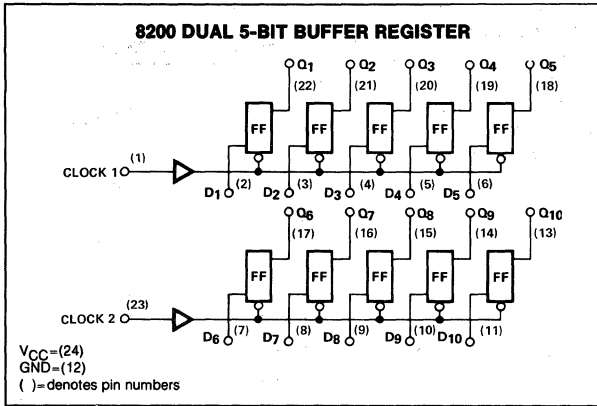 8200 DUAL 5-BIT BUFFER REGISTER
Q1 Q2 Q3 Q4 Q5
(22) (21) (20) (19) (18)
FF FF FF FF FF
(1)
CLOCK 1
D1 (2) D2 (3) D3 (4) D4 (5) D5 (6)
Q6 Q7 Q8 Q9 Q10
(17) (16) (15) (14) (13)
FF FF FF FF FF
(23)
CLOCK 2
D6 (7) D7 (8) D8 (9) D9 (10) D10 (11)
VCC=(24)
GND=(12)
( )=denotes pin numbers